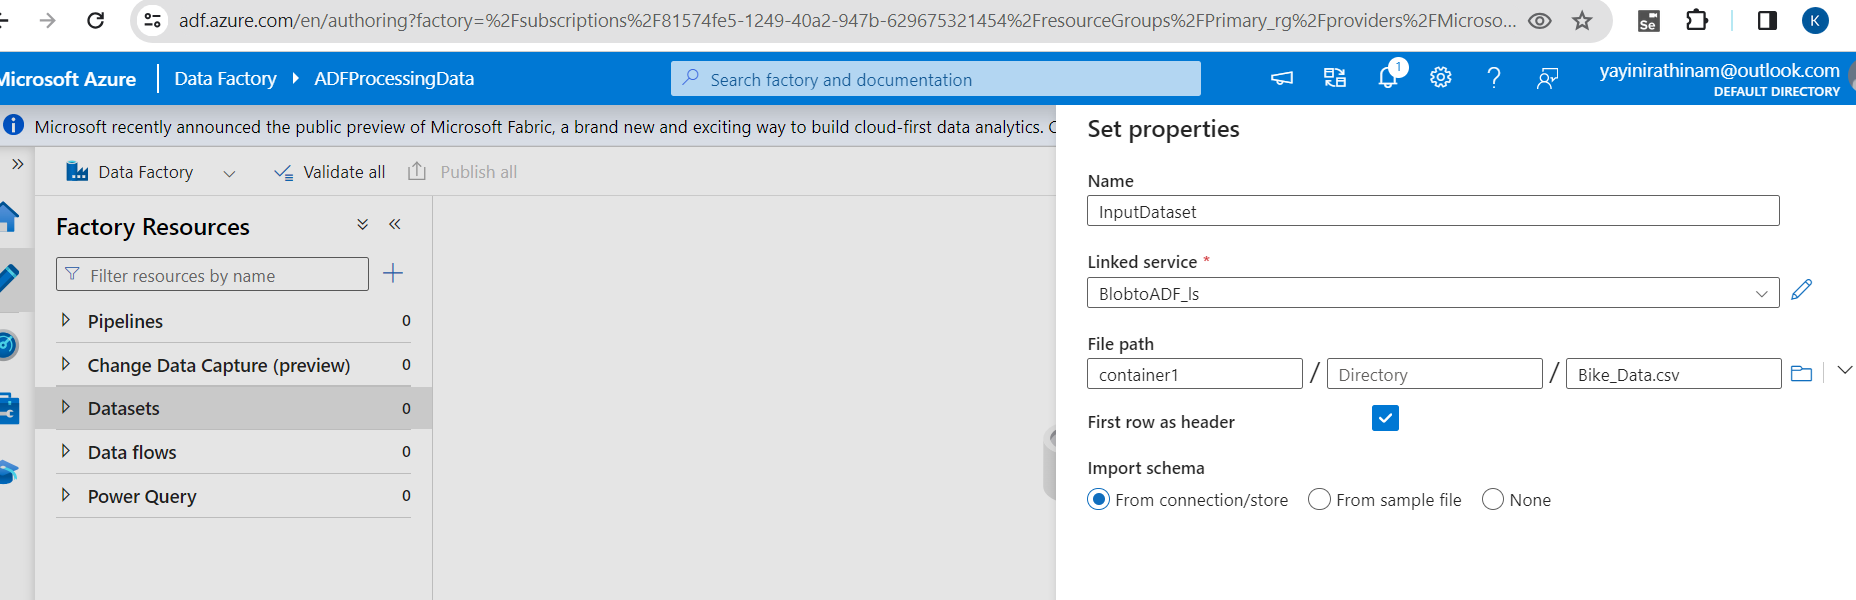 adf.azure.com/en/authoring?factory=%2Fsubscriptions%2F81574fe5-1249-40a2-947b-629675321454%2FresourceGroups%2FPrimary_rg%2Fproviders%2FMicroso...
Se
K
Microsoft Azure
Data Factory
ADFProcessingData
Search factory and documentation
1
yayinirathinam@outlook.com
DEFAULT DIRECTORY
Microsoft recently announced the public preview of Microsoft Fabric, a brand new and exciting way to build cloud-first data analytics.
Data Factory
Validate all
Publish all
Factory Resources
Filter resources by name
Pipelines 0
Change Data Capture (preview) 0
Datasets 0
Data flows 0
Power Query 0
Set properties
Name
InputDataset
Linked service *
BlobtoADF_ls
File path
container1 / Directory / Bike_Data.csv
First row as header
Import schema
From connection/store From sample file None